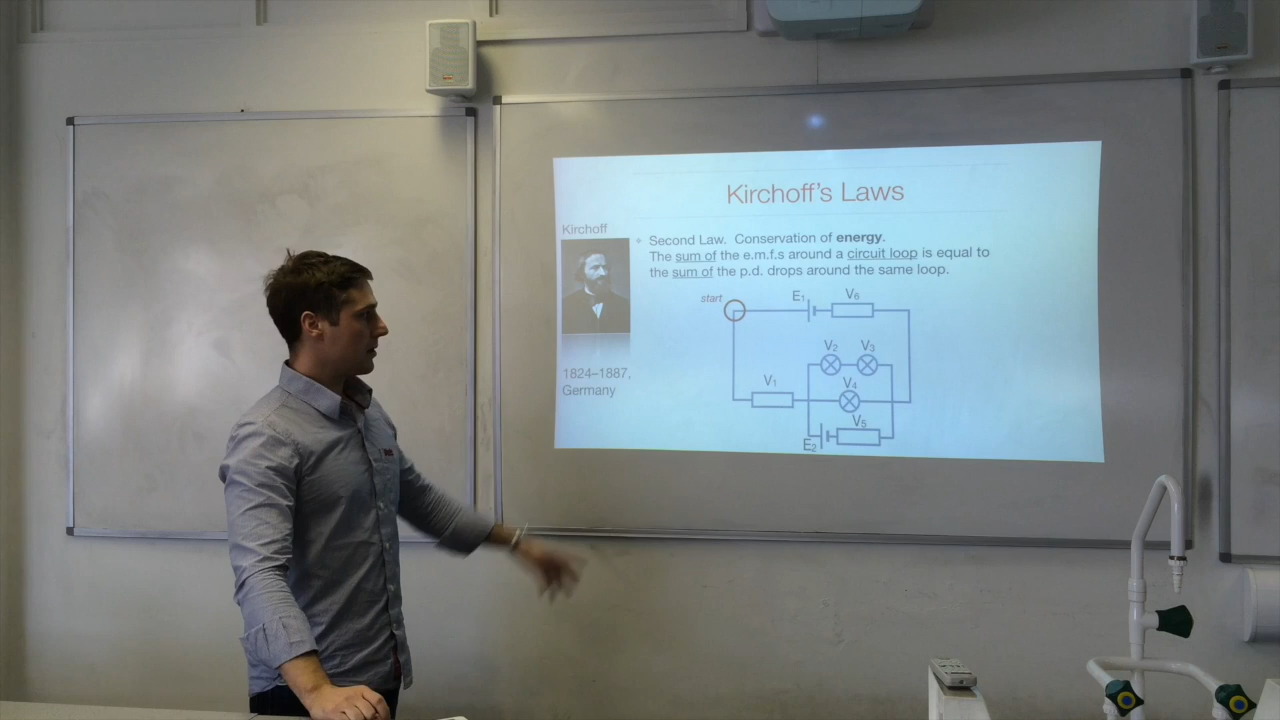 Kirchoff's Laws
Kirchoff
Second Law. Conservation of energy.
The sum of the e.m.f.s around a circuit loop is equal to
the sum of the p.d. drops around the same loop.
start
E1
V6
V2
V3
V1
V4
V5
E2
1824–1887,
Germany